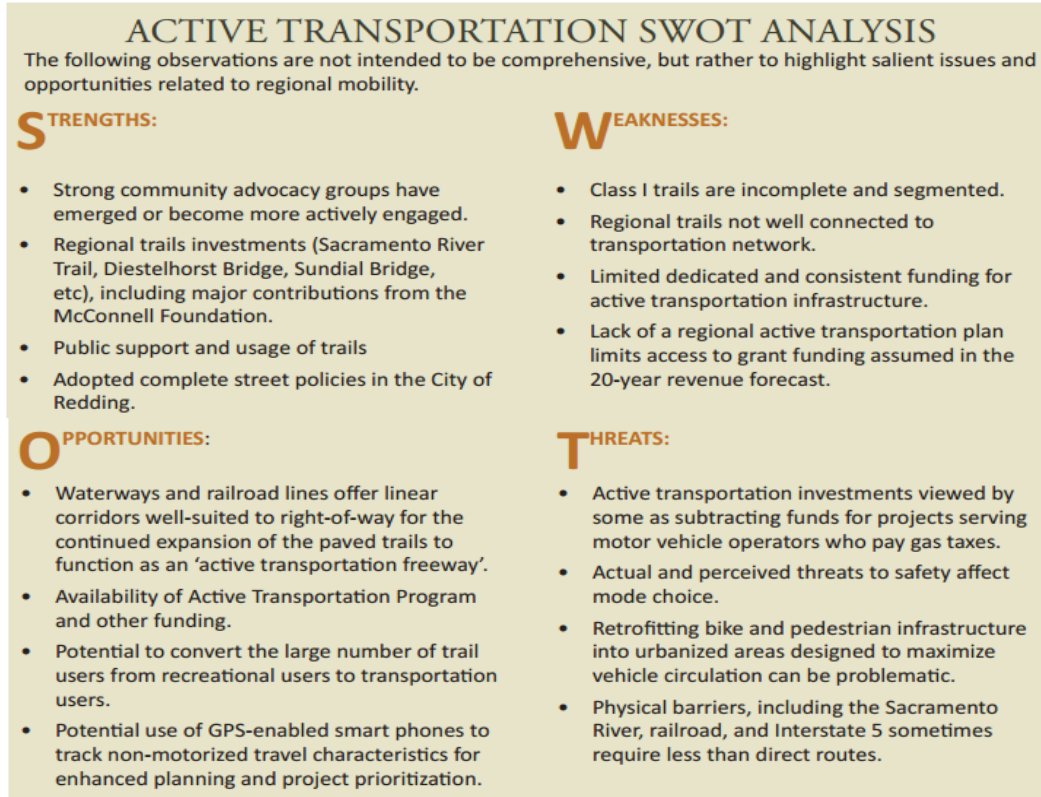 ACTIVE TRANSPORTATION SWOT ANALYSIS
The following observations are not intended to be comprehensive, but rather to highlight salient issues and
opportunities related to regional mobility.
STRENGTHS:
• Strong community advocacy groups have
emerged or become more actively engaged.
• Regional trails investments (Sacramento River
Trail, Diestelhorst Bridge, Sundial Bridge,
etc), including major contributions from the
McConnell Foundation.
• Public support and usage of trails
• Adopted complete street policies in the City of
Redding.
WEAKNESSES:
• Class I trails are incomplete and segmented.
• Regional trails not well connected to
transportation network.
• Limited dedicated and consistent funding for
active transportation infrastructure.
• Lack of a regional active transportation plan
limits access to grant funding assumed in the
20-year revenue forecast.
OPPORTUNITIES:
• Waterways and railroad lines offer linear
corridors well-suited to right-of-way for the
continued expansion of the paved trails to
function as an ‘active transportation freeway’.
• Availability of Active Transportation Program
and other funding.
• Potential to convert the large number of trail
users from recreational users to transportation
users.
• Potential use of GPS-enabled smart phones to
track non-motorized travel characteristics for
enhanced planning and project prioritization.
THREATS:
• Active transportation investments viewed by
some as subtracting funds for projects serving
motor vehicle operators who pay gas taxes.
• Actual and perceived threats to safety affect
mode choice.
• Retrofitting bike and pedestrian infrastructure
into urbanized areas designed to maximize
vehicle circulation can be problematic.
• Physical barriers, including the Sacramento
River, railroad, and Interstate 5 sometimes
require less than direct routes.